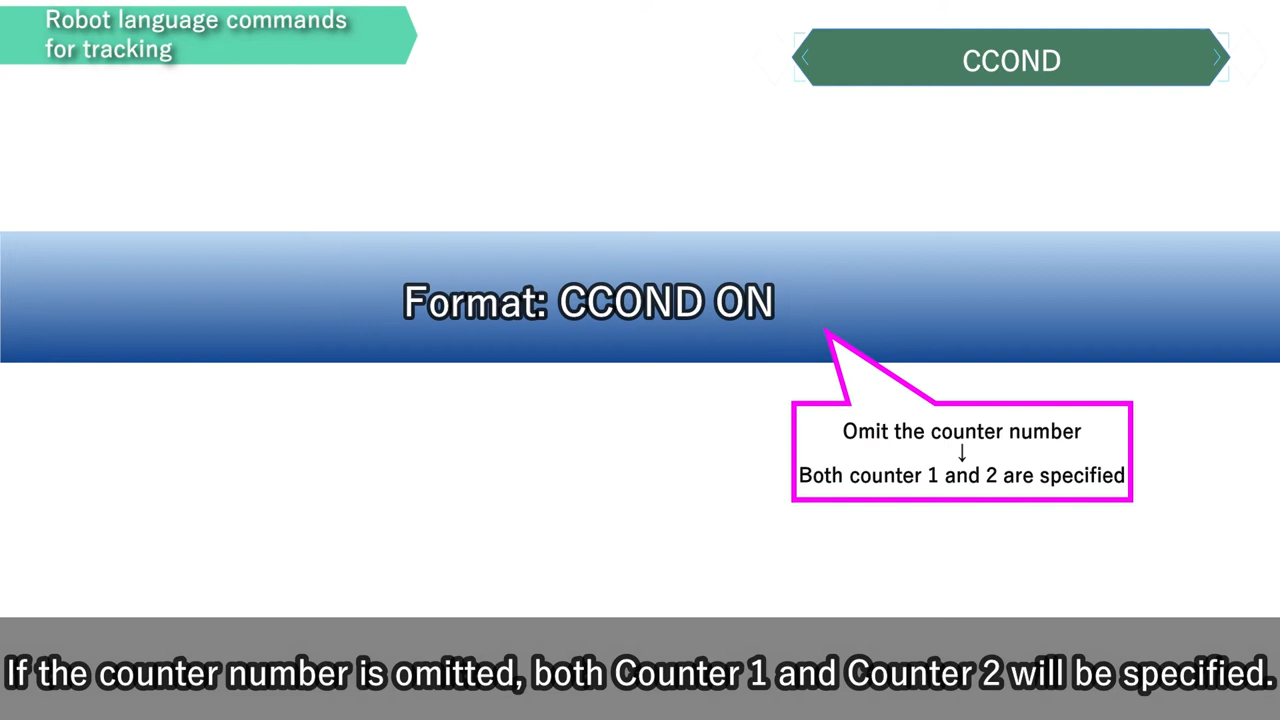 Robot language commands
for tracking
CCOND
Format: CCOND ON
Omit the counter number
↓
Both counter 1 and 2 are specified
If the counter number is omitted, both Counter 1 and Counter 2 will be specified.